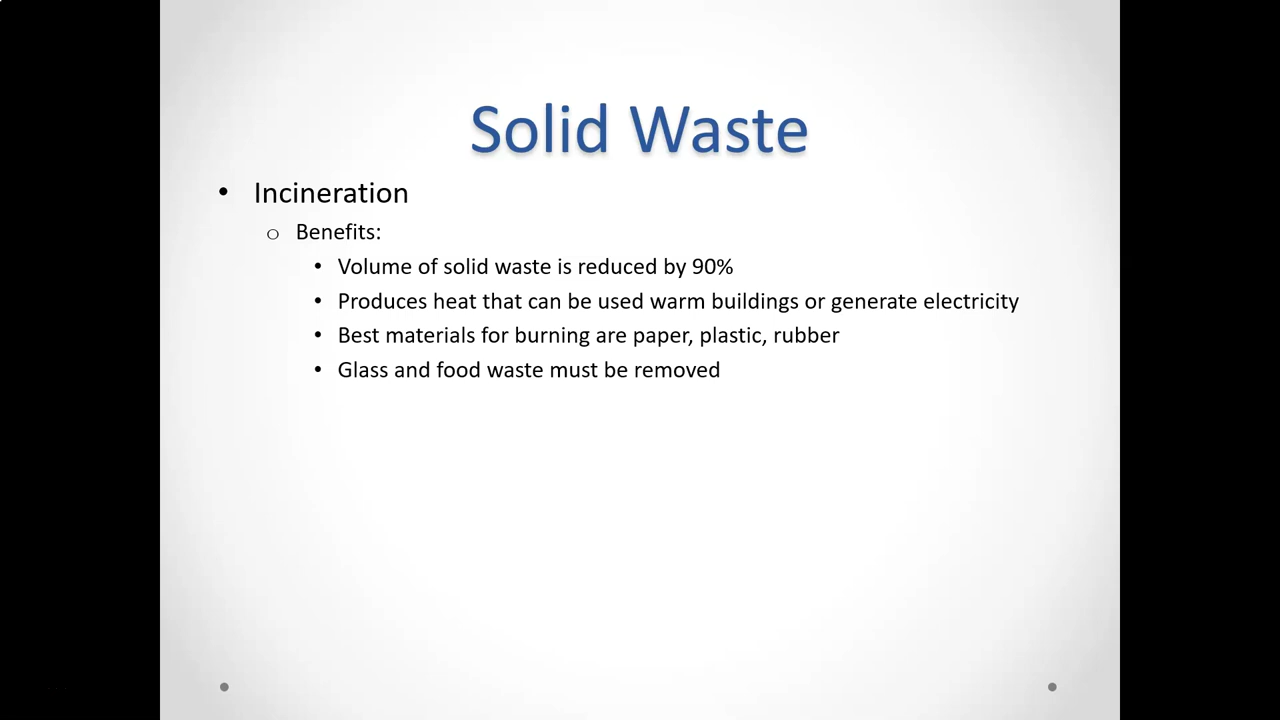 Solid Waste
• Incineration
o Benefits:
• Volume of solid waste is reduced by 90%
• Produces heat that can be used warm buildings or generate electricity
• Best materials for burning are paper, plastic, rubber
• Glass and food waste must be removed